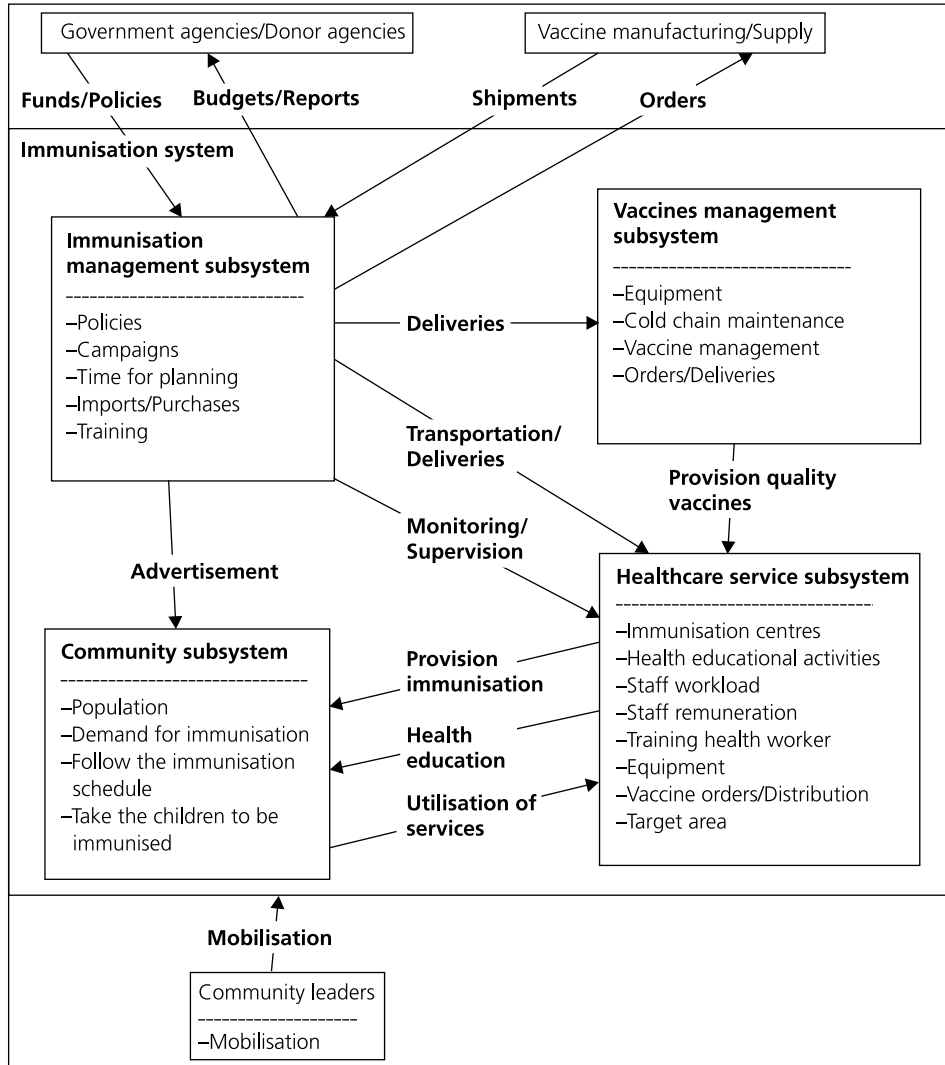 Government agencies/Donor agencies
Vaccine manufacturing/Supply
Funds/Policies
Budgets/Reports
Shipments
Orders
Immunisation system
Immunisation
management subsystem
–Policies
–Campaigns
–Time for planning
–Imports/Purchases
–Training
Vaccines management
subsystem
–Equipment
–Cold chain maintenance
–Vaccine management
–Orders/Deliveries
Deliveries
Transportation/
Deliveries
Provision quality
vaccines
Monitoring/
Supervision
Advertisement
Healthcare service subsystem
–Immunisation centres
–Health educational activities
–Staff workload
–Staff remuneration
–Training health worker
–Equipment
–Vaccine orders/Distribution
–Target area
Community subsystem
–Population
–Demand for immunisation
–Follow the immunisation
schedule
–Take the children to be
immunised
Provision
immunisation
Health
education
Utilisation of
services
Mobilisation
Community leaders
–Mobilisation